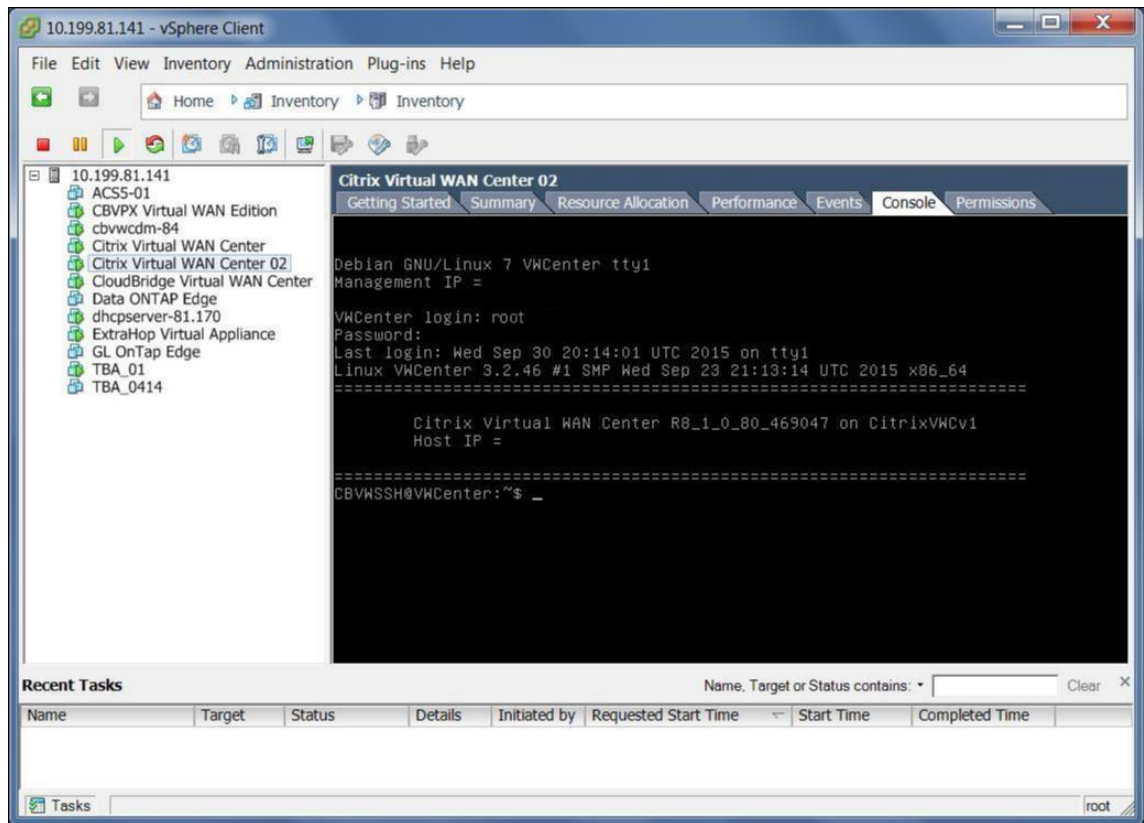 10.199.81.141 - vSphere Client
File Edit View Inventory Administration Plug-ins Help
Home Inventory Inventory
10.199.81.141
ACS5-01
CBVPX Virtual WAN Edition
cbvwcdm-84
Citrix Virtual WAN Center
Citrix Virtual WAN Center 02
CloudBridge Virtual WAN Center
Data ONTAP Edge
dhcpserver-81.170
ExtraHop Virtual Appliance
GL OnTap Edge
TBA_01
TBA_0414
Citrix Virtual WAN Center 02
Getting Started Summary Resource Allocation Performance Events Console Permissions
Debian GNU/Linux 7 VWCenter tty1
Management IP =
VWCenter login: root
Password:
Last login: Wed Sep 30 20:14:01 UTC 2015 on tty1
Linux VWCenter 3.2.46 #1 SMP Wed Sep 23 21:13:14 UTC 2015 x86_64
======================================================================
Citrix Virtual WAN Center R8_1_0_80_469047 on CitrixVWCv1
Host IP =
======================================================================
CBVWSSH@VWCenter:~$ _
Recent Tasks
Name, Target or Status contains: Clear
Name Target Status Details Initiated by Requested Start Time Start Time Completed Time
Tasks root